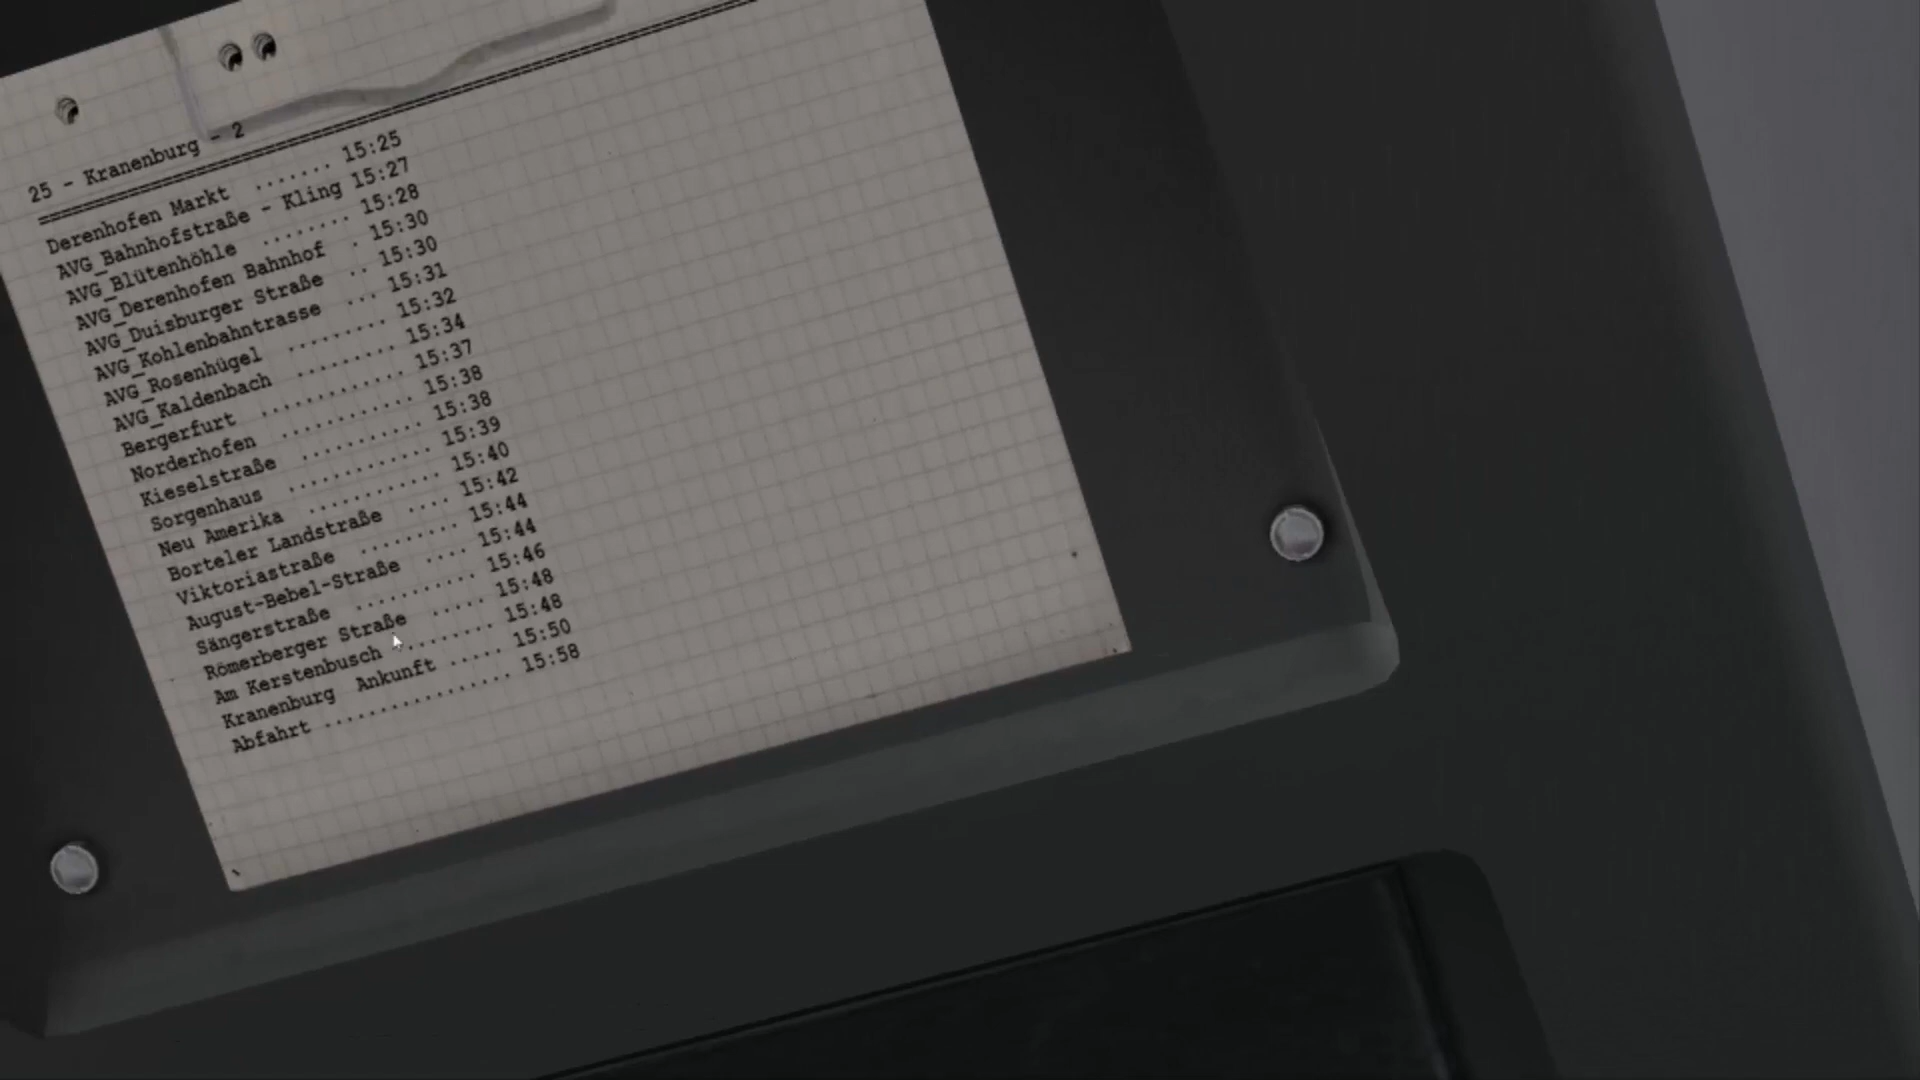 25 - Kranenburg - 2
Derenhofen Markt ....... 15:25
AVG_Bahnhofstraße - Kling 15:27
AVG_Blütenhöhle ........ 15:28
AVG_Derenhofen Bahnhof . 15:30
AVG_Duisburger Straße .. 15:30
AVG_Kohlenbahntrasse ... 15:31
AVG_Rosenhügel ......... 15:32
AVG_Kaldenbach ......... 15:34
Bergerfurt ............. 15:37
Norderhofen ............ 15:38
Kieselstraße ........... 15:38
Sorgenhaus ............. 15:39
Neu Amerika ............ 15:40
Borteler Landstraße .... 15:42
Viktoriastraße ......... 15:44
August-Bebel-Straße .... 15:44
Sängerstraße ........... 15:46
Römerberger Straße ..... 15:48
Am Kerstenbusch ........ 15:48
Kranenburg Ankunft ..... 15:50
Abfahrt ................. 15:58